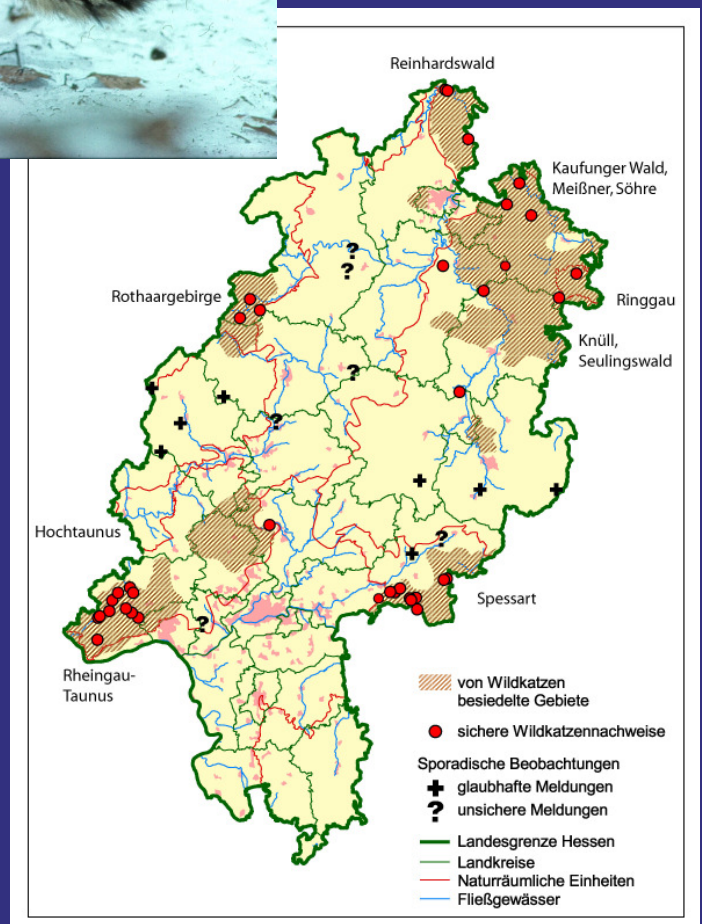 Reinhardswald
Kaufunger Wald,
Meißner, Söhre
Rothaargebirge
Ringgau
Knüll,
Seulingswald
Hochtaunus
Spessart
Rheingau-
Taunus
von Wildkatzen
besiedelte Gebiete
sichere Wildkatzennachweise
Sporadische Beobachtungen
glaubhafte Meldungen
unsichere Meldungen
Landesgrenze Hessen
Landkreise
Naturräumliche Einheiten
Fließgewässer